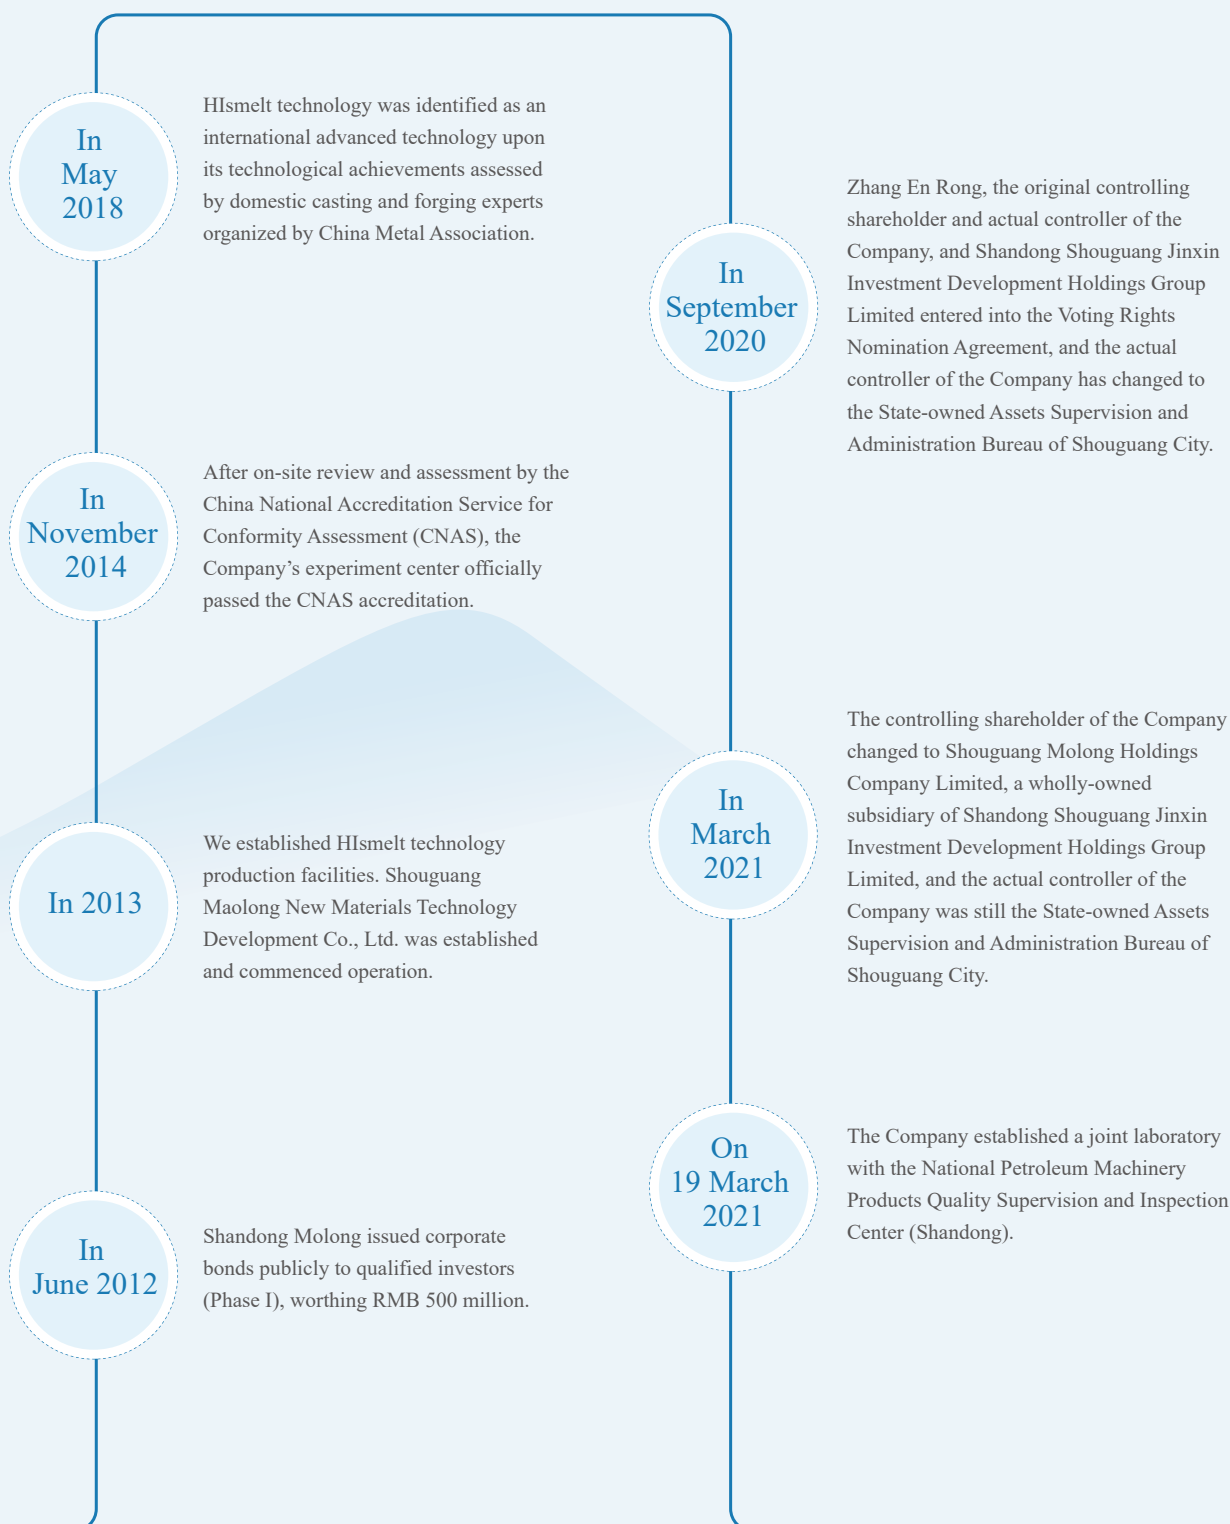 In
May
2018
HIsmelt technology was identified as an
international advanced technology upon
its technological achievements assessed
by domestic casting and forging experts
organized by China Metal Association.
In
November
2014
After on-site review and assessment by the
China National Accreditation Service for
Conformity Assessment (CNAS), the
Company’s experiment center officially
passed the CNAS accreditation.
In 2013
We established HIsmelt technology
production facilities. Shouguang
Maolong New Materials Technology
Development Co., Ltd. was established
and commenced operation.
In
June 2012
Shandong Molong issued corporate
bonds publicly to qualified investors
(Phase I), worthing RMB 500 million.
In
September
2020
Zhang En Rong, the original controlling
shareholder and actual controller of the
Company, and Shandong Shouguang Jinxin
Investment Development Holdings Group
Limited entered into the Voting Rights
Nomination Agreement, and the actual
controller of the Company has changed to
the State-owned Assets Supervision and
Administration Bureau of Shouguang City.
In
March
2021
The controlling shareholder of the Company
changed to Shouguang Molong Holdings
Company Limited, a wholly-owned
subsidiary of Shandong Shouguang Jinxin
Investment Development Holdings Group
Limited, and the actual controller of the
Company was still the State-owned Assets
Supervision and Administration Bureau of
Shouguang City.
On
19 March
2021
The Company established a joint laboratory
with the National Petroleum Machinery
Products Quality Supervision and Inspection
Center (Shandong).